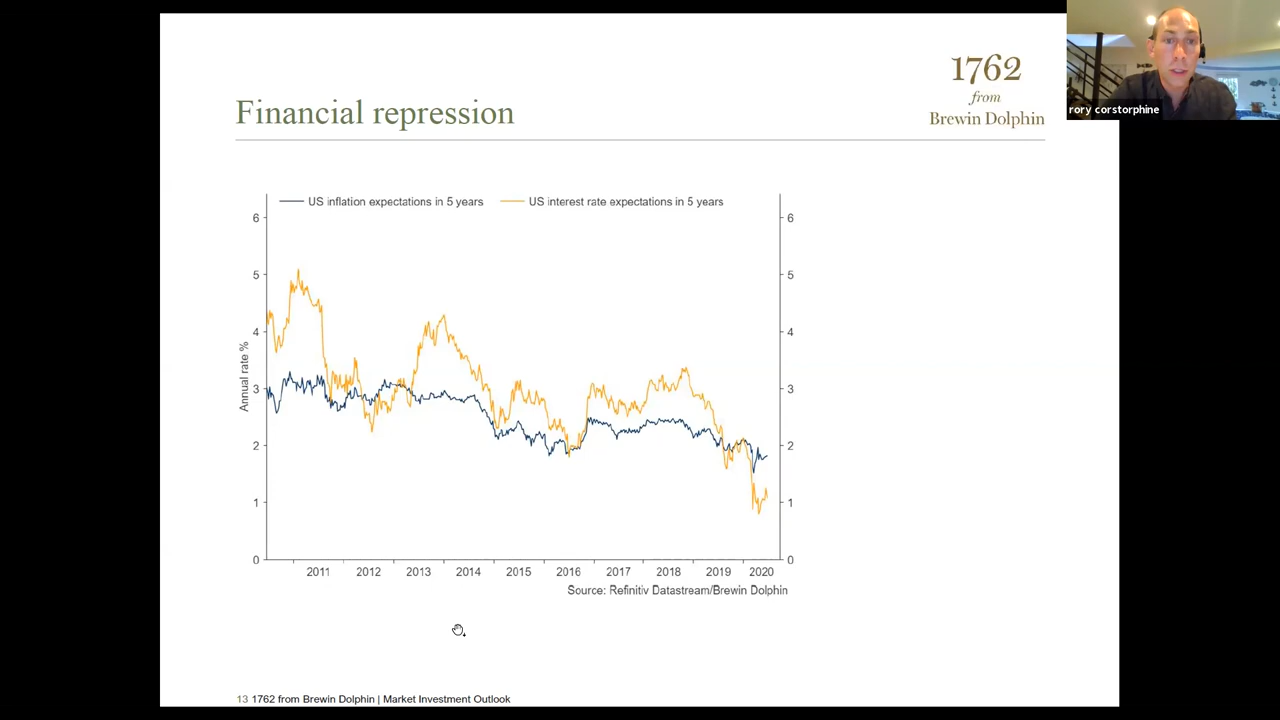 1762
from
Brewin Dolphin
rory corstorphine
Financial repression
US inflation expectations in 5 years
US interest rate expectations in 5 years
6
6
5
5
4
4
3
3
2
2
1
1
0
0
Annual rate %
2011 2012 2013 2014 2015 2016 2017 2018 2019 2020
Source: Refinitiv Datastream/Brewin Dolphin
13 1762 from Brewin Dolphin | Market Investment Outlook